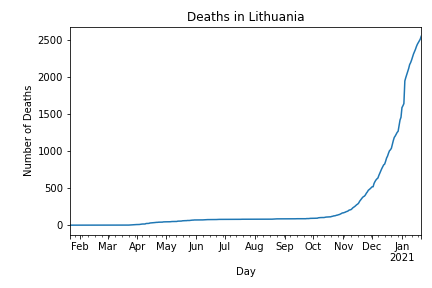 Deaths in Lithuania
Number of Deaths
2500
2000
1500
1000
500
0
Feb Mar Apr May Jun Jul Aug Sep Oct Nov Dec Jan
2021
Day